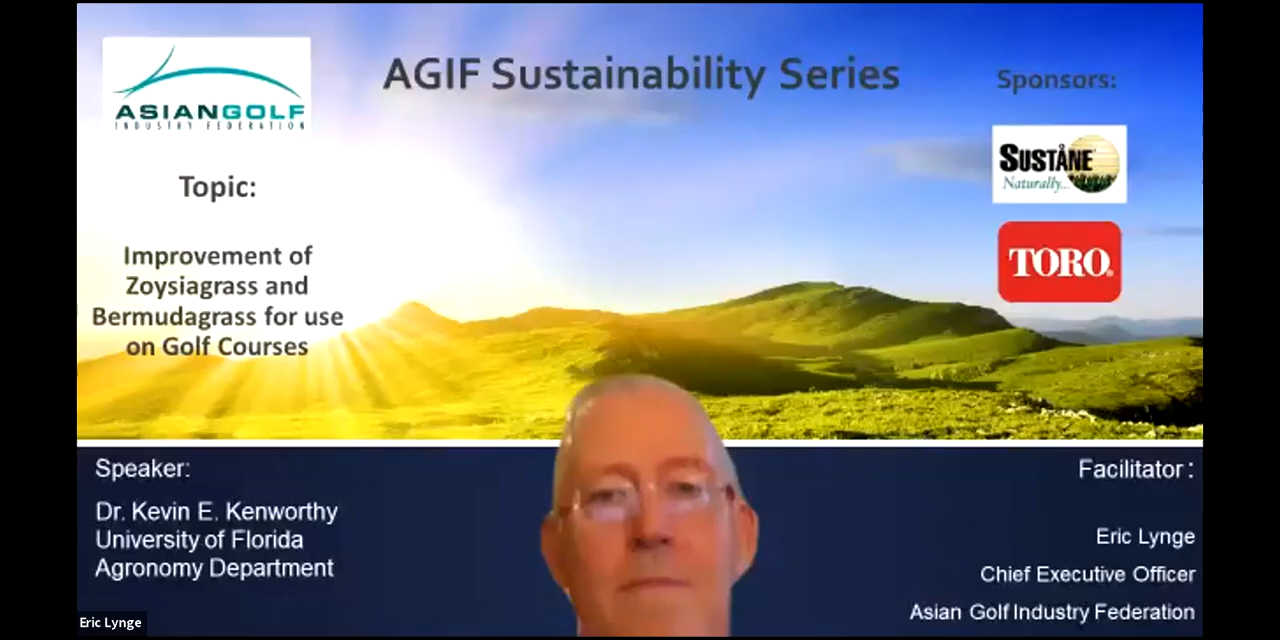 AGIF Sustainability Series
Sponsors:
ASIANGOLF
INDUSTRY FEDERATION
SUSTÅNE
Naturally...
TORO®
Topic:
Improvement of
Zoysiagrass and
Bermudagrass for use
on Golf Courses
Speaker:
Dr. Kevin E. Kenworthy
University of Florida
Agronomy Department
Facilitator:
Eric Lynge
Chief Executive Officer
Asian Golf Industry Federation
Eric Lynge